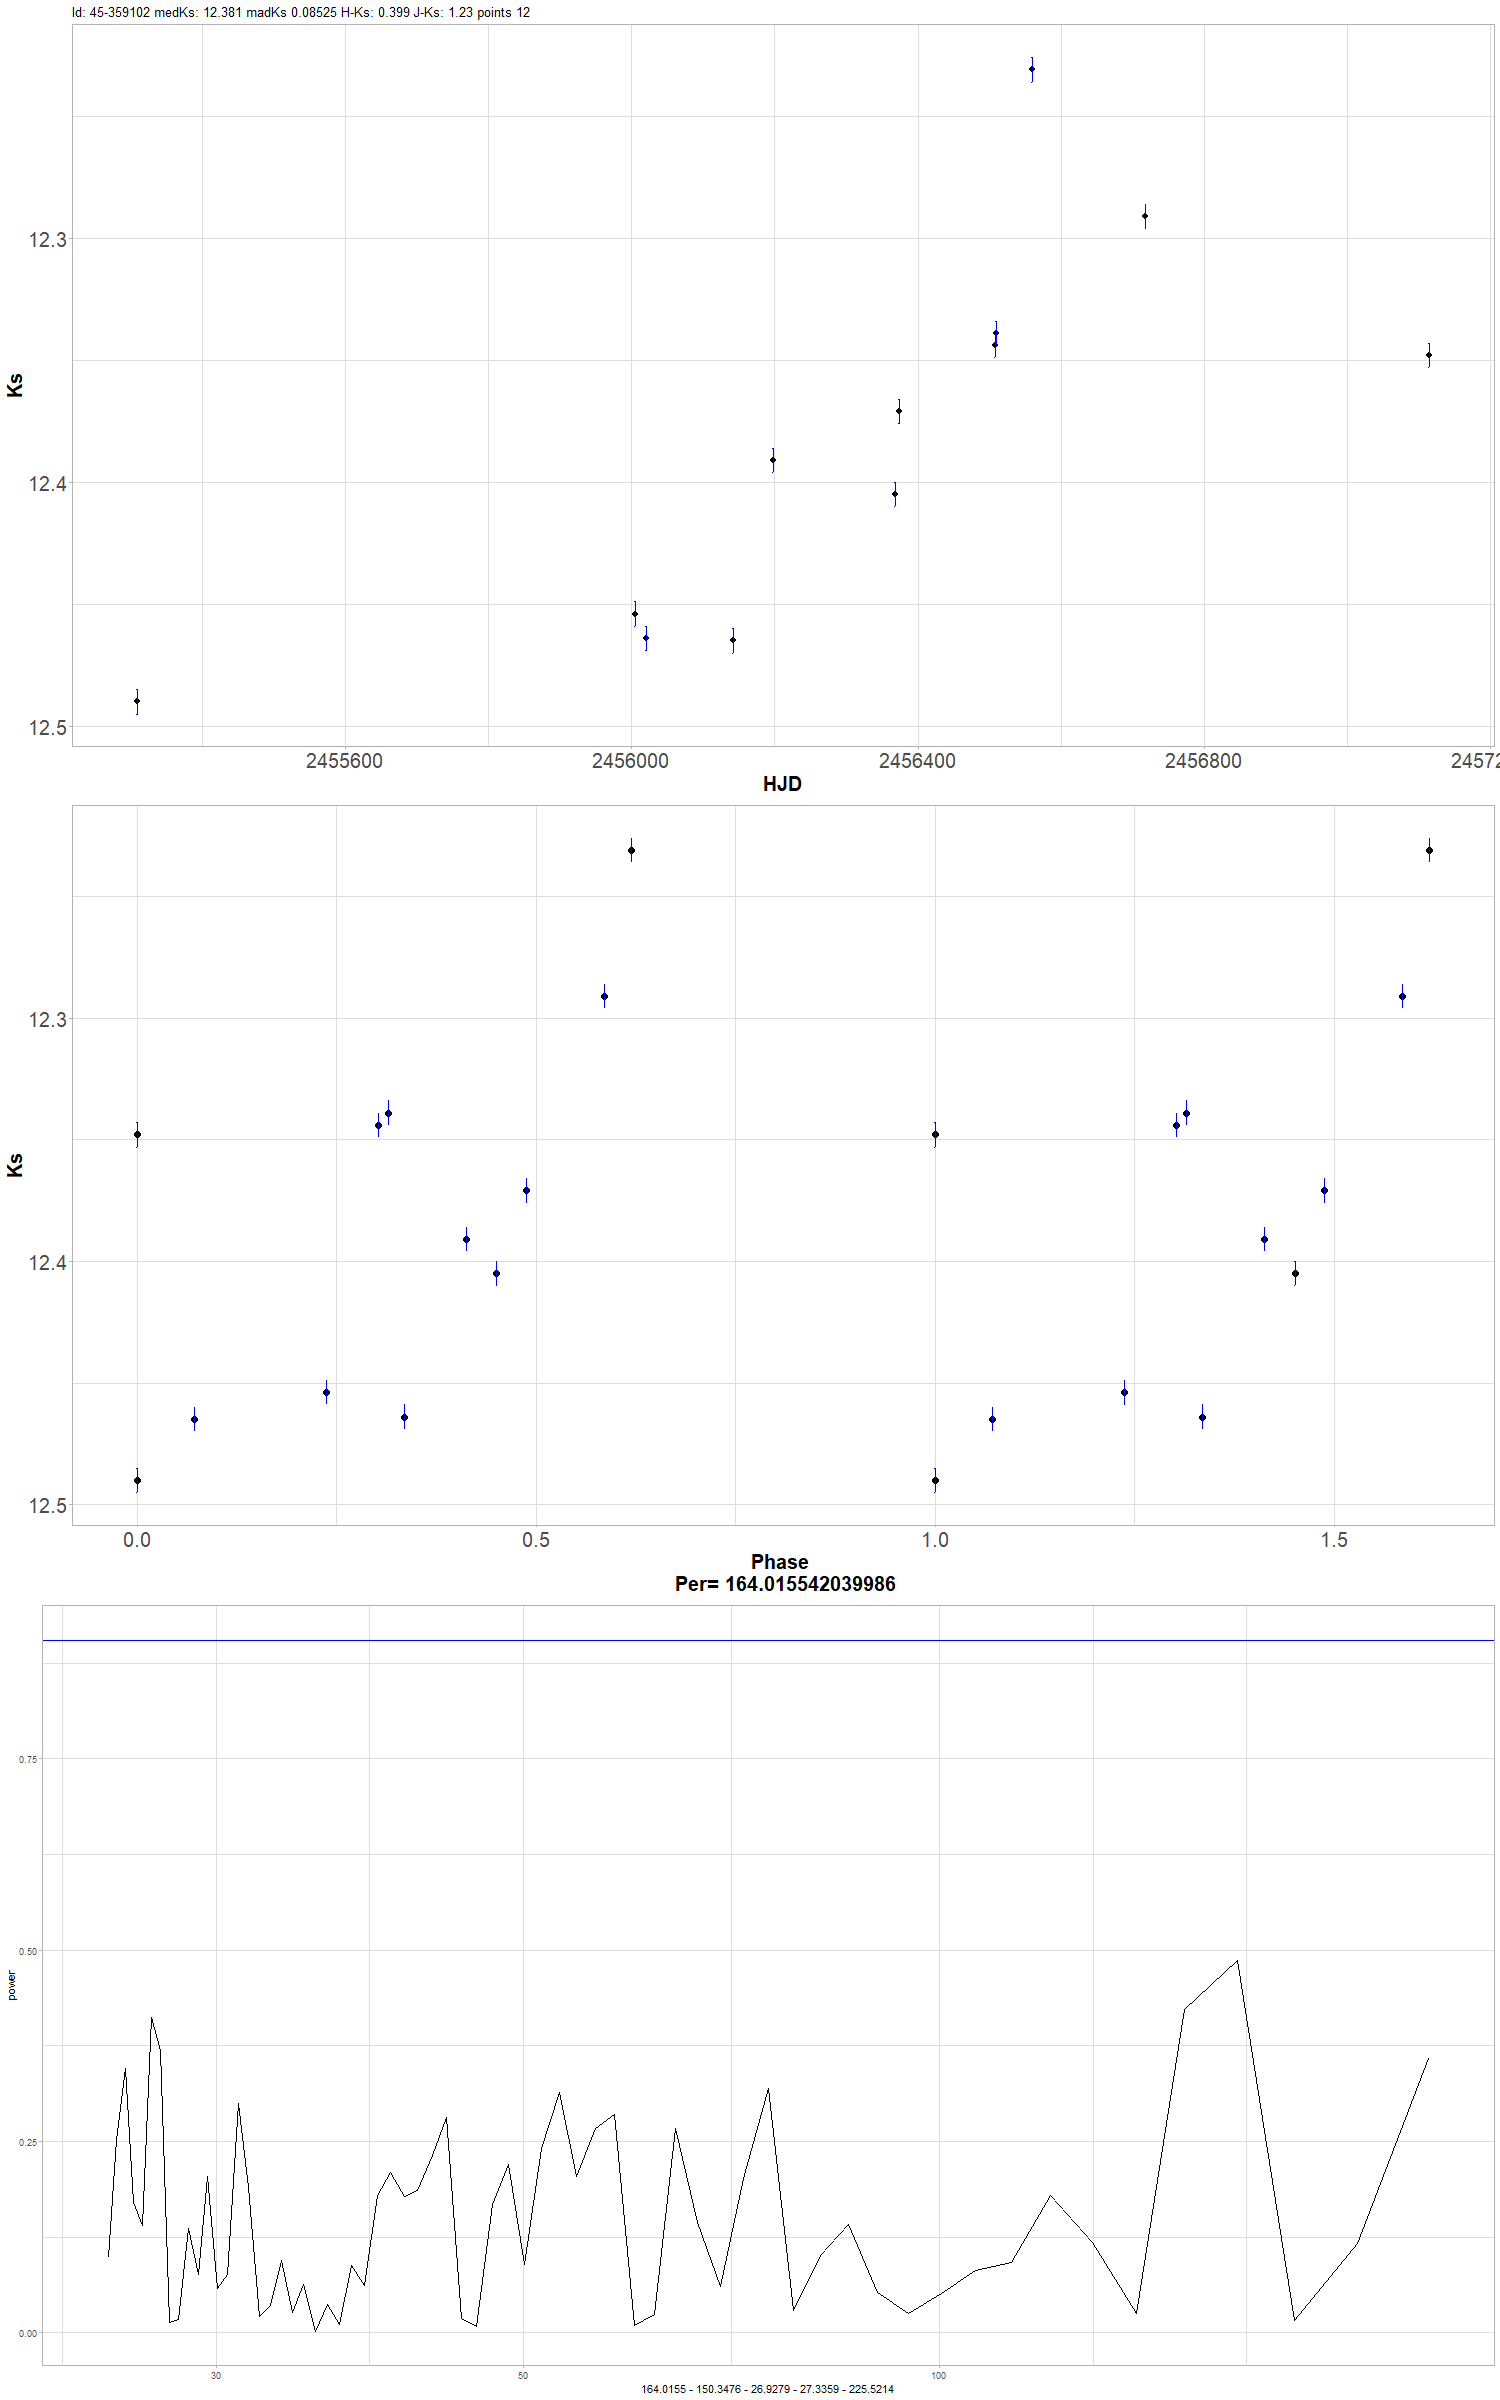 Id: 45-359102 medKs: 12.381 madKs 0.08525 H-Ks: 0.399 J-Ks: 1.23 points 12
12.3
12.4
12.5
Ks
2455600 2456000 2456400 2456800 24572
HJD
12.3
12.4
12.5
Ks
0.0 0.5 1.0 1.5
Phase
Per= 164.015542039986
0.75
0.50
0.25
0.00
power
30 50 100
164.0155 - 150.3476 - 26.9279 - 27.3359 - 225.5214